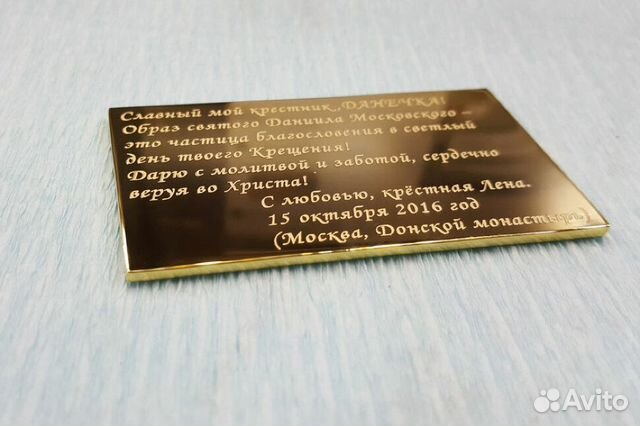 Славный мой крестник, ДАНЕЧКА!
Образ святого Даниила Московского –
это частица благословения в светлый
день твоего Крещения!
Дарю с молитвой и заботой, сердечно
веруя во Христа!
С любовью, крёстная Лена.
15 октября 2016 год
(Москва, Донской монастырь)
Avito